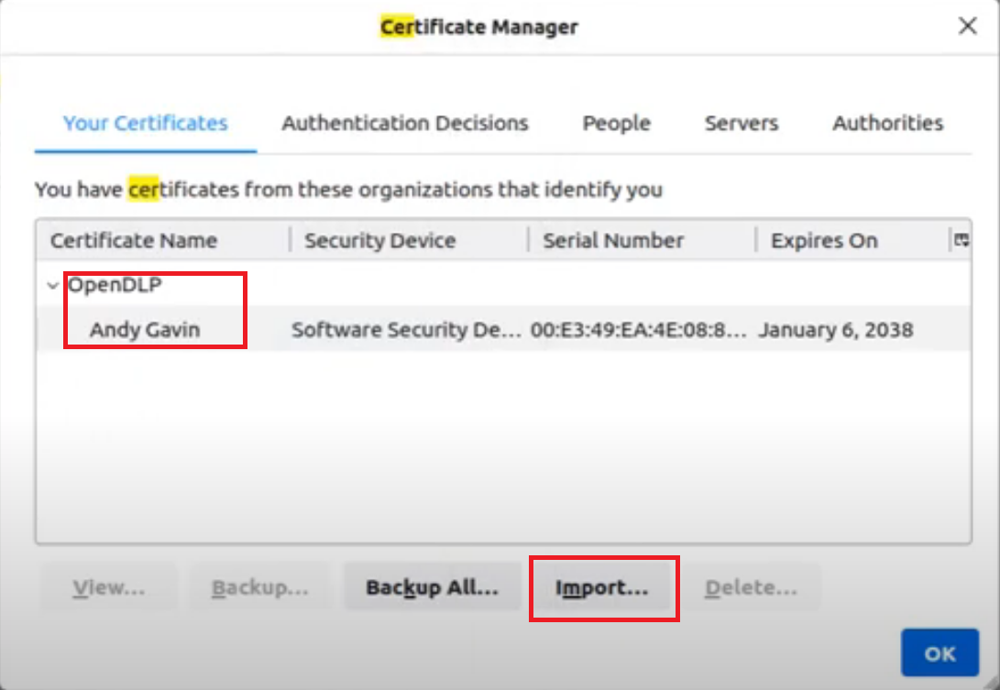 Certificate Manager
Your Certificates Authentication Decisions People Servers Authorities
You have certificates from these organizations that identify you
Certificate Name Security Device Serial Number Expires On
OpenDLP
Andy Gavin Software Security De... 00:E3:49:EA:4E:08:8... January 6, 2038
View... Backup... Backup All... Import... Delete...
OK